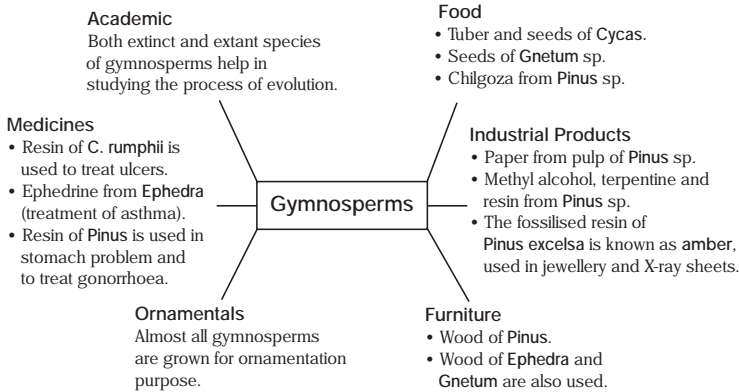 Academic
Both extinct and extant species
of gymnosperms help in
studying the process of evolution.
Food
• Tuber and seeds of Cycas.
• Seeds of Gnetum sp.
• Chilgoza from Pinus sp.
Medicines
• Resin of C. rumphii is
used to treat ulcers.
• Ephedrine from Ephedra
(treatment of asthma).
• Resin of Pinus is used in
stomach problem and
to treat gonorrhoea.
Gymnosperms
Industrial Products
• Paper from pulp of Pinus sp.
• Methyl alcohol, terpentine and
resin from Pinus sp.
• The fossilised resin of
Pinus excelsa is known as amber,
used in jewellery and X-ray sheets.
Ornamentals
Almost all gymnosperms
are grown for ornamentation
purpose.
Furniture
• Wood of Pinus.
• Wood of Ephedra and
Gnetum are also used.